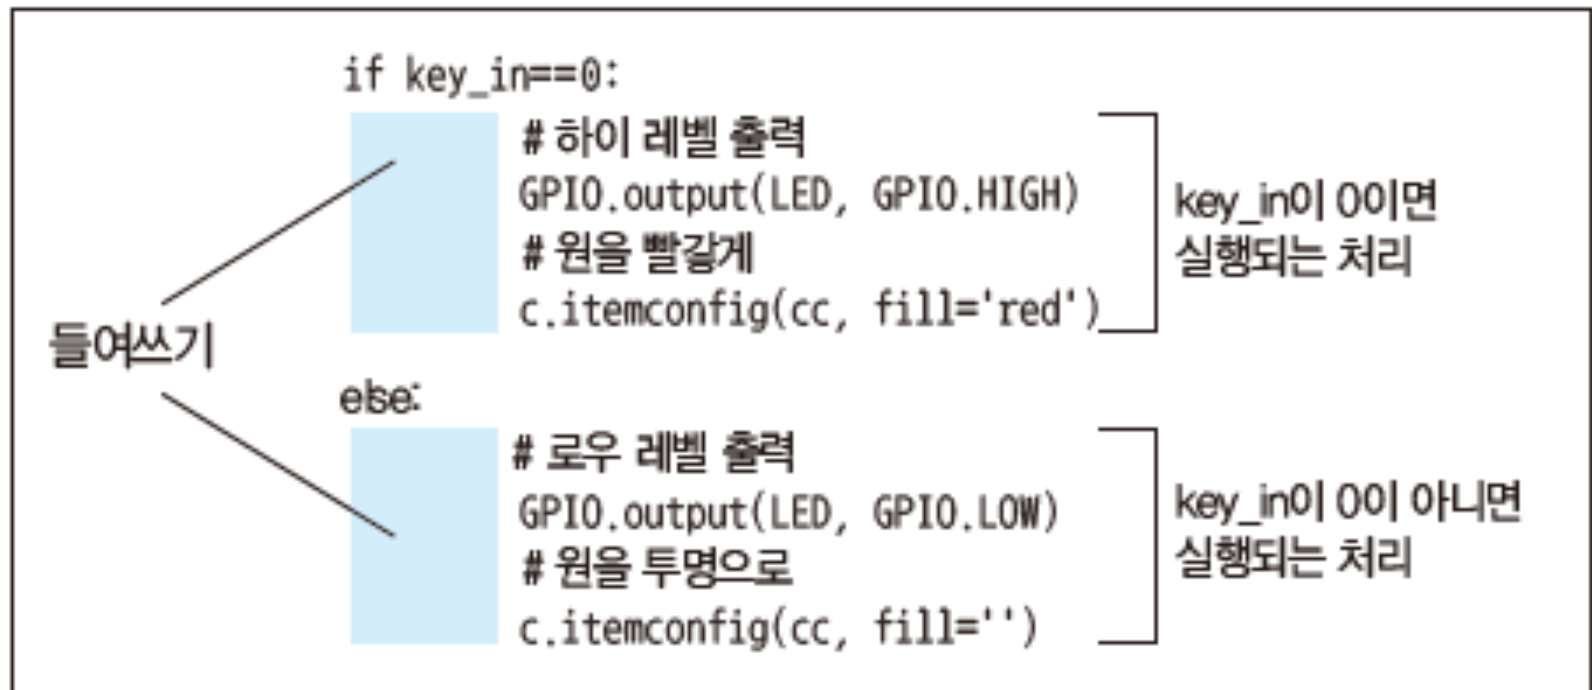 if key_in==0:
# 하이 레벨 출력
GPIO.output(LED, GPIO.HIGH)
# 원을 빨갛게
c.itemconfig(cc, fill='red')
key_in이 0이면
실행되는 처리
들여쓰기
else:
# 로우 레벨 출력
GPIO.output(LED, GPIO.LOW)
# 원을 투명으로
c.itemconfig(cc, fill='')
key_in이 0이 아니면
실행되는 처리